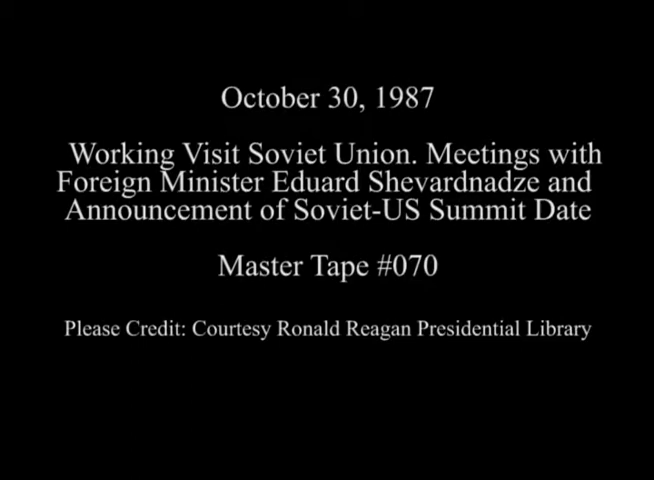 October 30, 1987
Working Visit Soviet Union. Meetings with
Foreign Minister Eduard Shevardnadze and
Announcement of Soviet-US Summit Date
Master Tape #070
Please Credit: Courtesy Ronald Reagan Presidential Library